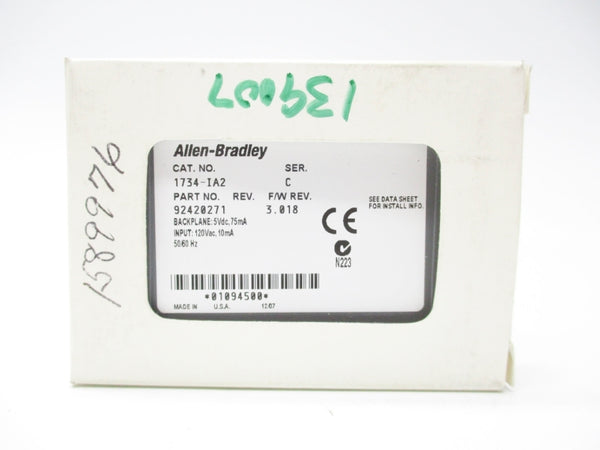 139007
1589976
Allen-Bradley
CAT. NO. SER.
1734-IA2 C
PART NO. REV. F/W REV.
92420271 3.018
BACKPLANE: 5Vdc, 75mA
INPUT: 120Vac, 10mA
50/60 Hz
SEE DATA SHEET
FOR INSTALL INFO.
CE
N223
*01094500*
MADE IN U.S.A. 12/07